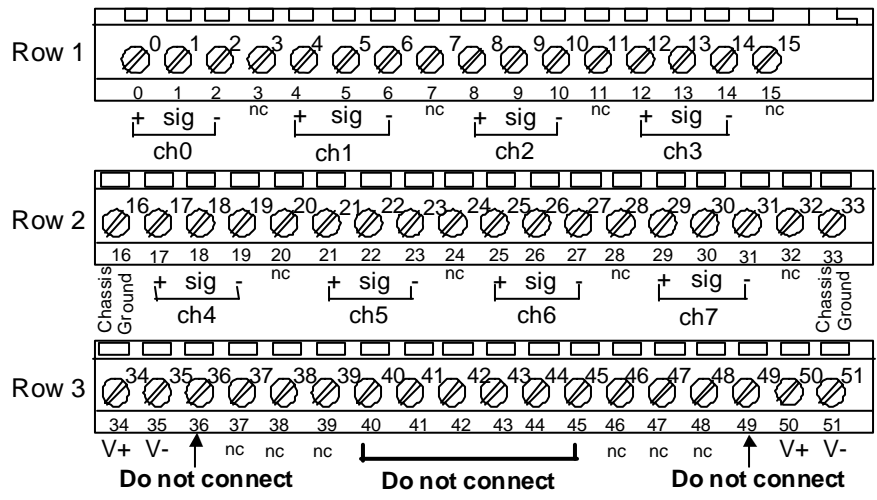 0 1 2 3 4 5 6 7 8 9 10 11 12 13 14 15
Row 1
0 1 2 3 4 5 6 7 8 9 10 11 12 13 14 15
nc nc nc nc
+ sig - + sig - + sig - + sig -
ch0 ch1 ch2 ch3
16 17 18 19 20 21 22 23 24 25 26 27 28 29 30 31 32 33
Row 2
16 17 18 19 20 21 22 23 24 25 26 27 28 29 30 31 32 33
nc nc nc nc
+ sig - + sig - + sig - + sig -
Chassis Ground ch4 ch5 ch6 ch7 Chassis Ground
34 35 36 37 38 39 40 41 42 43 44 45 46 47 48 49 50 51
Row 3
34 35 36 37 38 39 40 41 42 43 44 45 46 47 48 49 50 51
V+ V- nc nc nc nc nc nc V+ V-
Do not connect Do not connect Do not connect